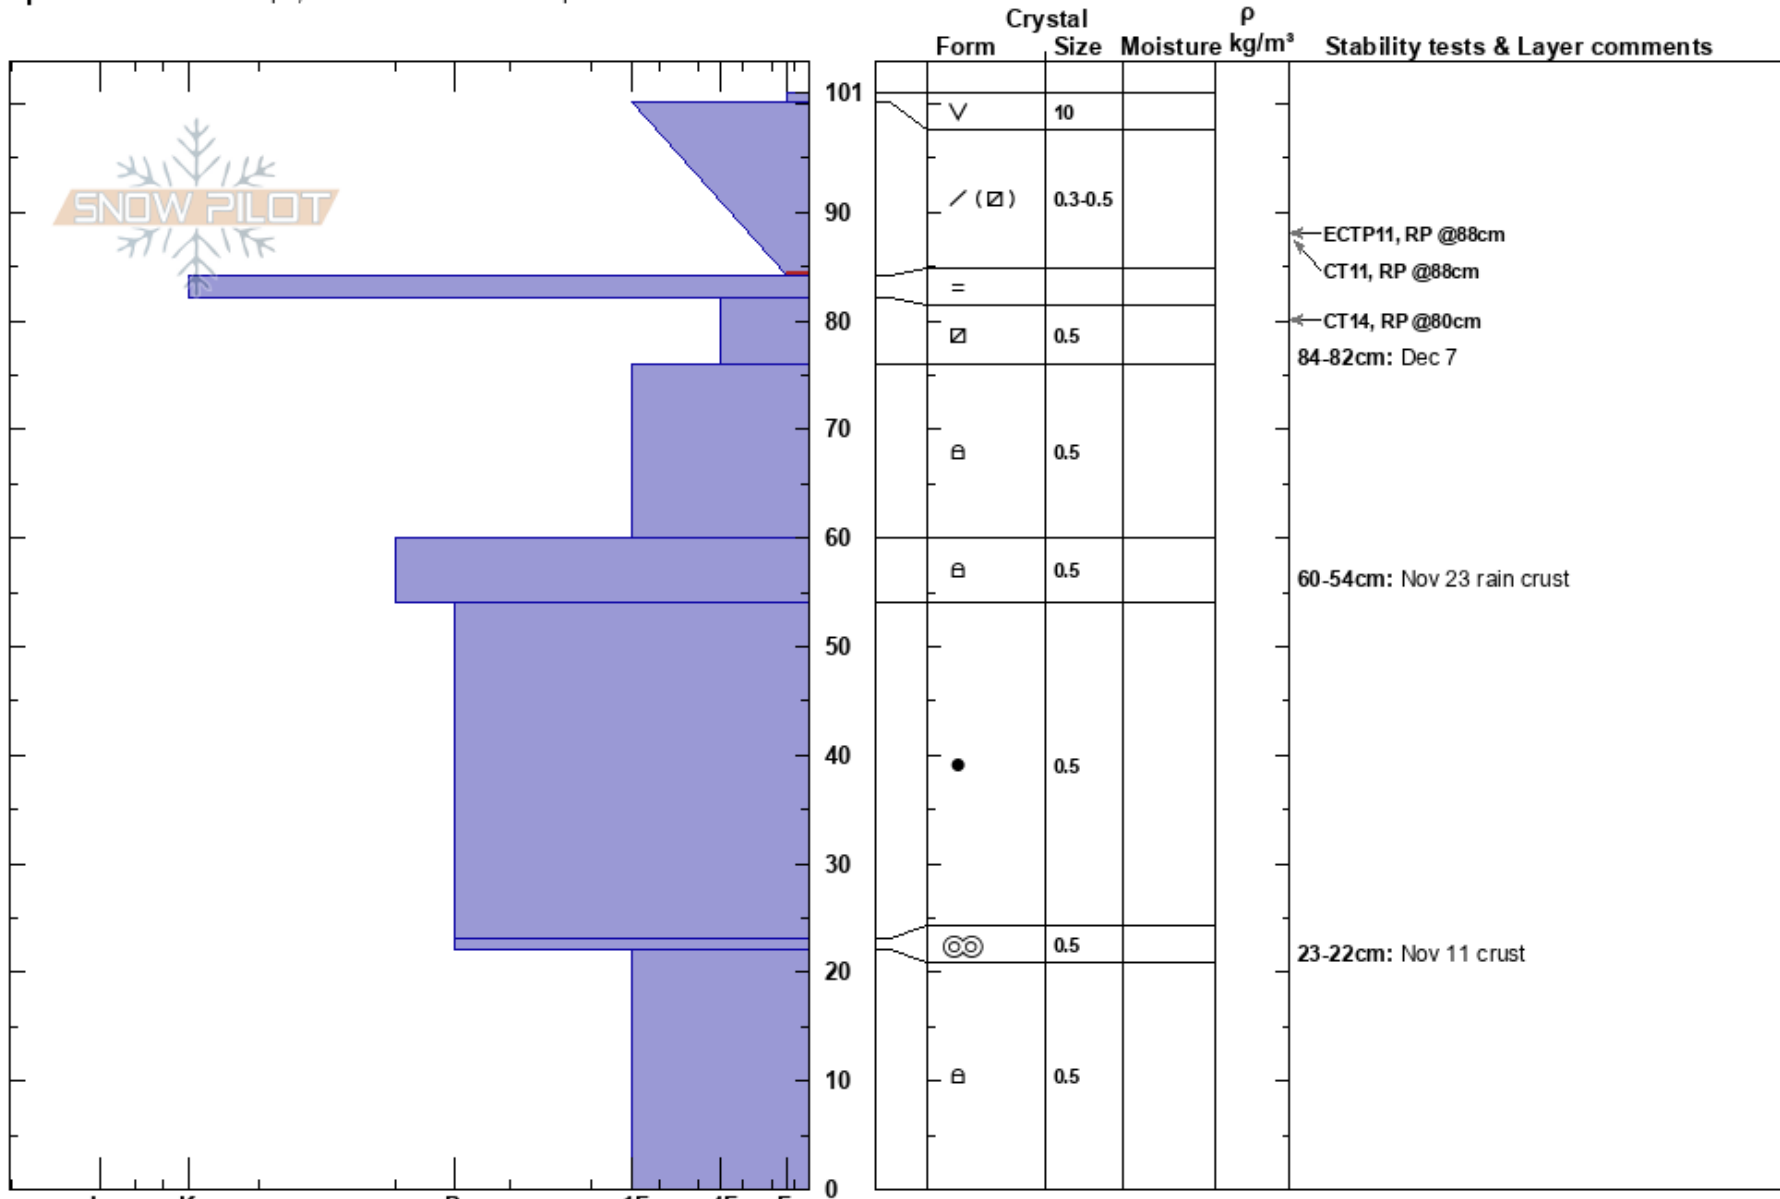 Crystal ρ
Form Size Moisture kg/m³ Stability tests & Layer comments
SNOW PILOT
101
V 10
/ (⧄) 0.3-0.5
90
ECTP11, RP @88cm
CT11, RP @88cm
=
80
CT14, RP @80cm
0.5
84-82cm: Dec 7
70
0.5
60
0.5
60-54cm: Nov 23 rain crust
50
40
● 0.5
30
0.5
23-22cm: Nov 11 crust
20
10
0.5
0